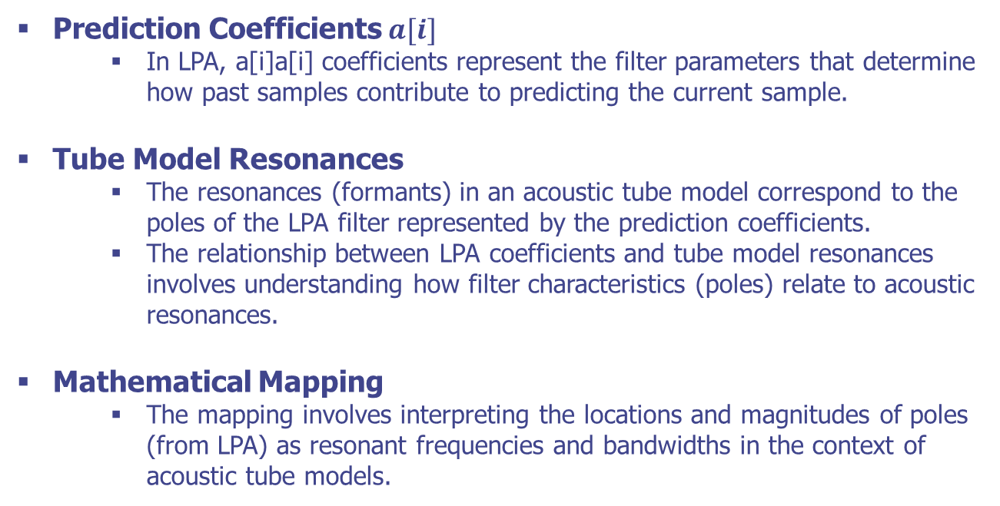 ▪ Prediction Coefficients a[i]
▪ In LPA, a[i]a[i] coefficients represent the filter parameters that determine
how past samples contribute to predicting the current sample.
▪ Tube Model Resonances
▪ The resonances (formants) in an acoustic tube model correspond to the
poles of the LPA filter represented by the prediction coefficients.
▪ The relationship between LPA coefficients and tube model resonances
involves understanding how filter characteristics (poles) relate to acoustic
resonances.
▪ Mathematical Mapping
▪ The mapping involves interpreting the locations and magnitudes of poles
(from LPA) as resonant frequencies and bandwidths in the context of
acoustic tube models.